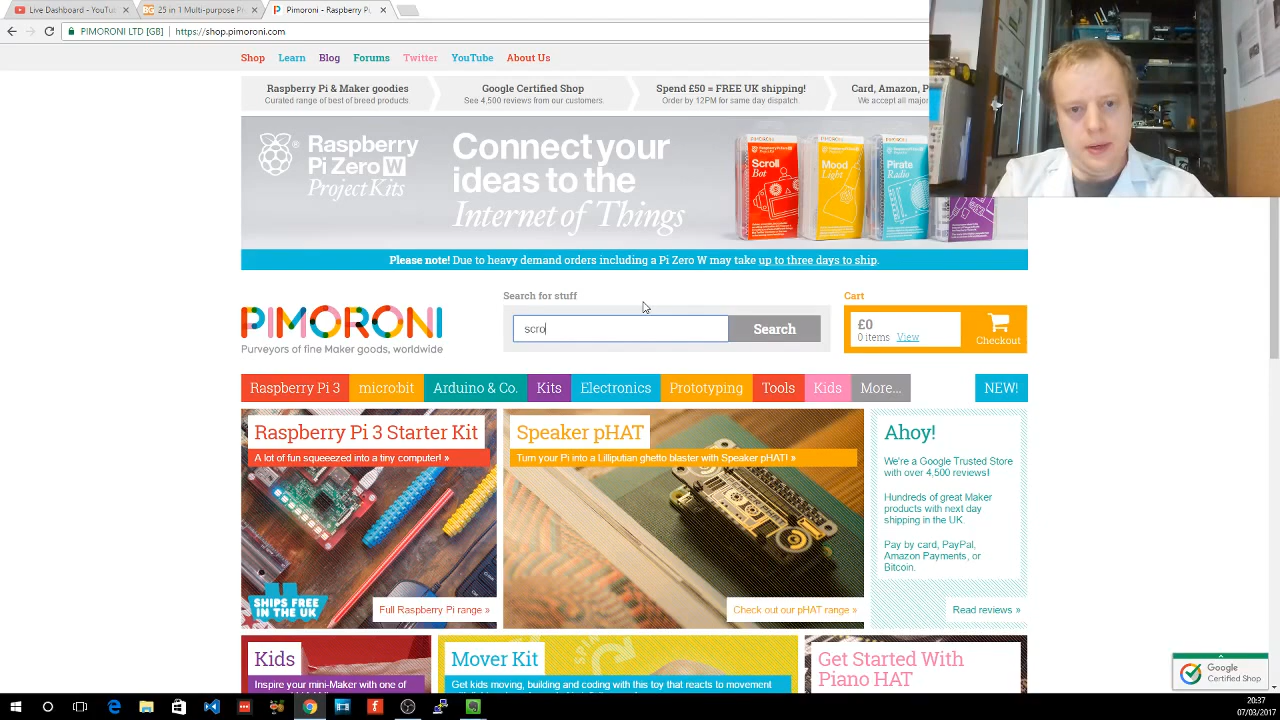 Live Dashboard - YouTu
25 in 1 Multi-purpose Pr
Pimoroni - Raspberry Pi
PIMORONI LTD [GB] https://shop.pimoroni.com
Shop Learn Blog Forums Twitter YouTube About Us
Raspberry Pi & Maker goodies
Curated range of best of breed products.
Google Certified Shop
See 4,500 reviews from our customers.
Spend £50 = FREE UK shipping!
Order by 12PM for same day dispatch.
Card, Amazon, P
We accept all major
Raspberry
Pi Zero W
Project Kits
Connect your
ideas to the
Internet of Things
Scroll
Bot
Mood
Light
Pirate
Radio
Please note! Due to heavy demand orders including a Pi Zero W may take up to three days to ship.
PIMORONI
Purveyors of fine Maker goods, worldwide
Search for stuff
scro
Search
Cart
£0
0 items View
Checkout
Raspberry Pi 3 micro:bit Arduino & Co. Kits Electronics Prototyping Tools Kids More... NEW!
Raspberry Pi 3 Starter Kit
A lot of fun squeeezed into a tiny computer! »
SHIPS FREE
IN THE UK
Full Raspberry Pi range »
Speaker pHAT
Turn your Pi into a Lilliputian ghetto blaster with Speaker pHAT! »
Check out our pHAT range »
Ahoy!
We're a Google Trusted Store
with over 4,500 reviews!
Hundreds of great Maker
products with next day
shipping in the UK.
Pay by card, PayPal,
Amazon Payments, or
Bitcoin.
Read reviews »
Kids
Inspire your mini-Maker with one of
Mover Kit
Get kids moving, building and coding with this toy that reacts to movement
Get Started With
Piano HAT
Google
Certified Shop
20:37
07/03/2017